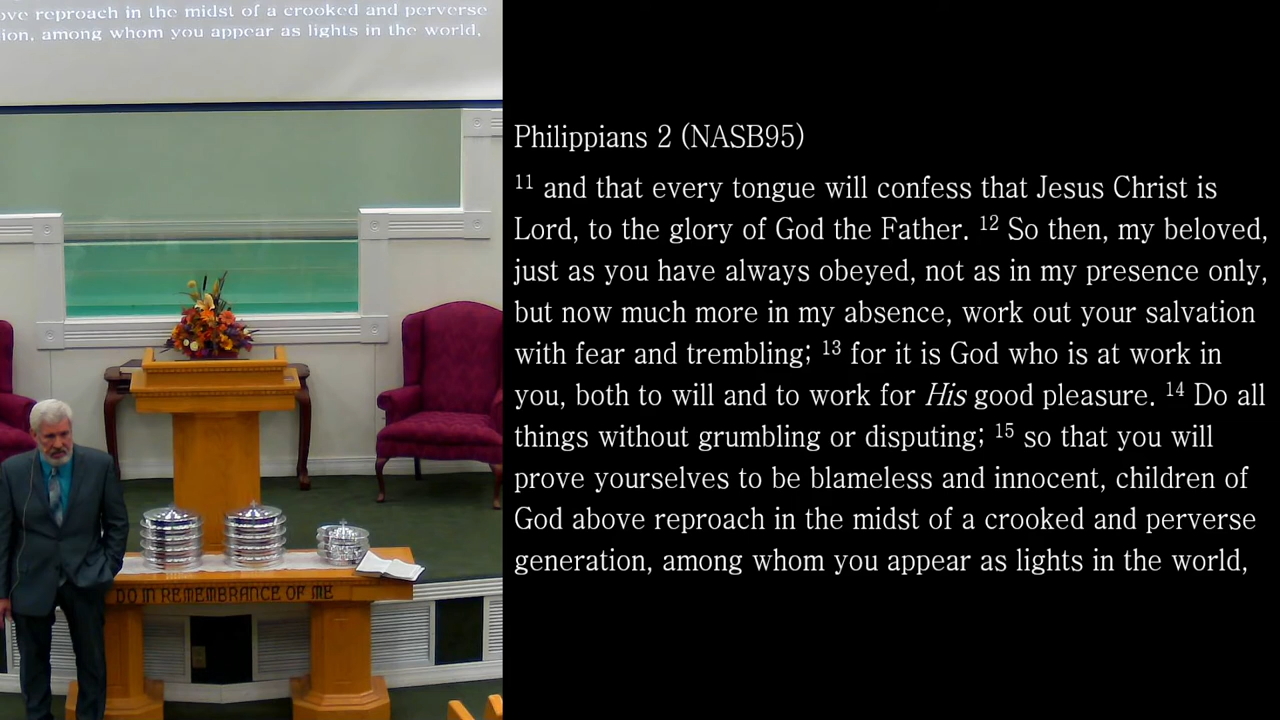 ove reproach in the midst of a crooked and perverse
ion, among whom you appear as lights in the world,
Philippians 2 (NASB95)
11 and that every tongue will confess that Jesus Christ is
Lord, to the glory of God the Father. 12 So then, my beloved,
just as you have always obeyed, not as in my presence only,
but now much more in my absence, work out your salvation
with fear and trembling; 13 for it is God who is at work in
you, both to will and to work for His good pleasure. 14 Do all
things without grumbling or disputing; 15 so that you will
prove yourselves to be blameless and innocent, children of
God above reproach in the midst of a crooked and perverse
generation, among whom you appear as lights in the world,
DO IN REMEMBRANCE OF ME